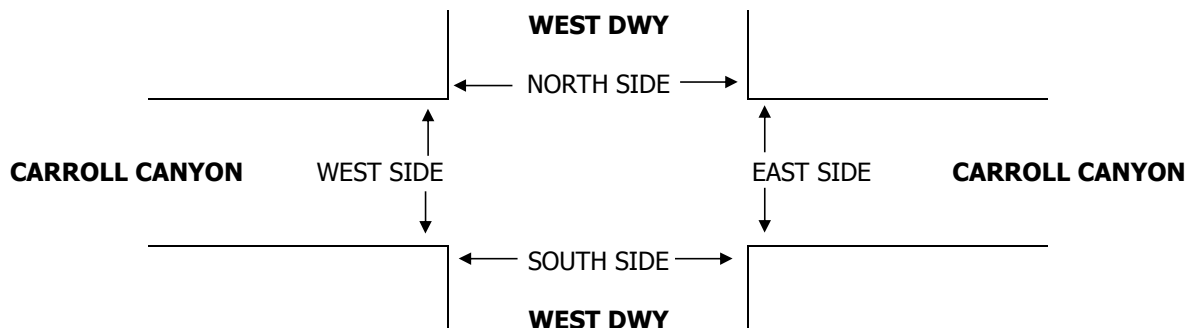 WEST DWY
NORTH SIDE
CARROLL CANYON WEST SIDE EAST SIDE CARROLL CANYON
SOUTH SIDE
WEST DWY